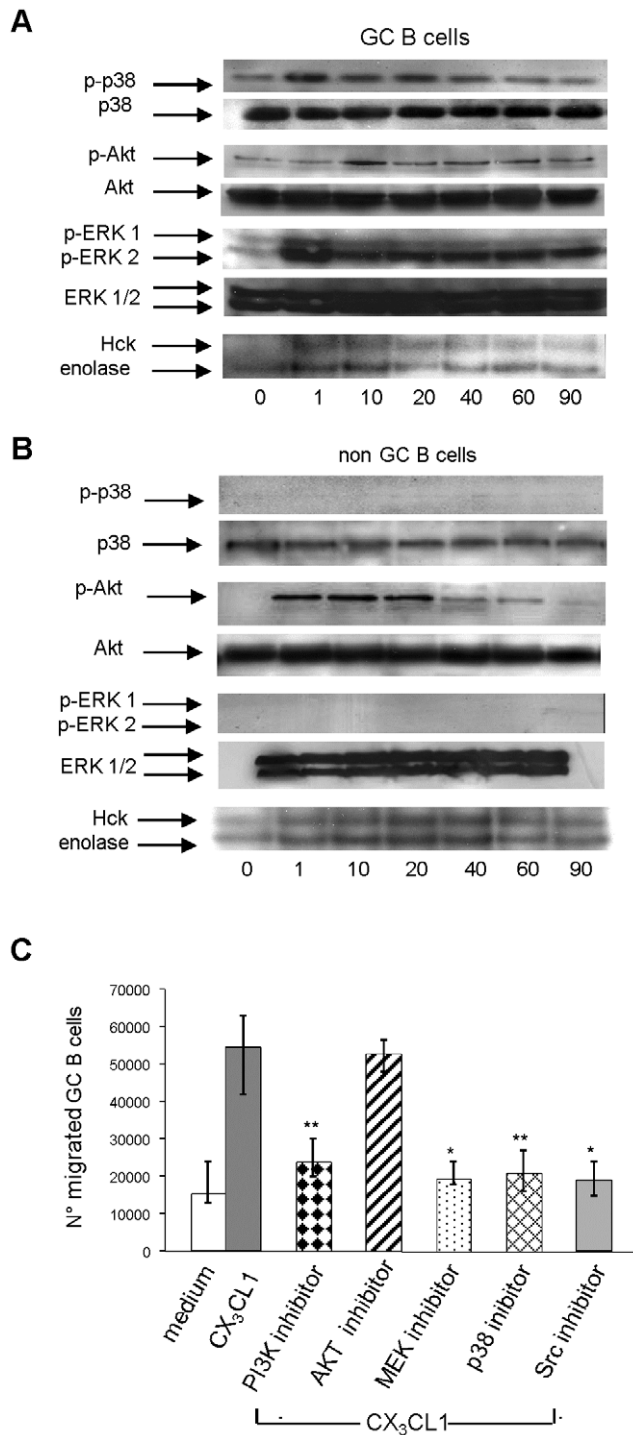 A
GC B cells
p-p38
p38
p-Akt
Akt
p-ERK 1
p-ERK 2
ERK 1/2
Hck
enolase
0 1 10 20 40 60 90
B
non GC B cells
p-p38
p38
p-Akt
Akt
p-ERK 1
p-ERK 2
ERK 1/2
Hck
enolase
0 1 10 20 40 60 90
C
N° migrated GC B cells
70000
60000
50000
40000
30000
20000
10000
0
**
*
**
*
medium
CX₃CL1
PI3K inhibitor
AKT inhibitor
MEK inhibitor
p38 inibitor
Src inhibitor
CX₃CL1